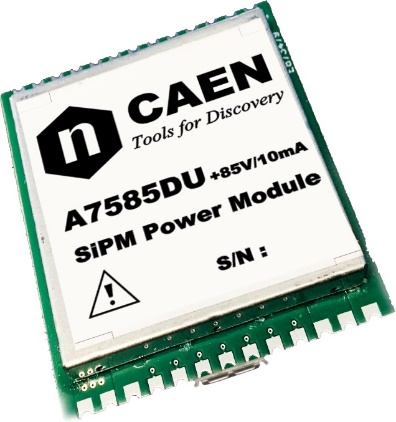 n CAEN
Tools for Discovery
A7585DU +85V/10mA
SiPM Power Module
S/N :
!